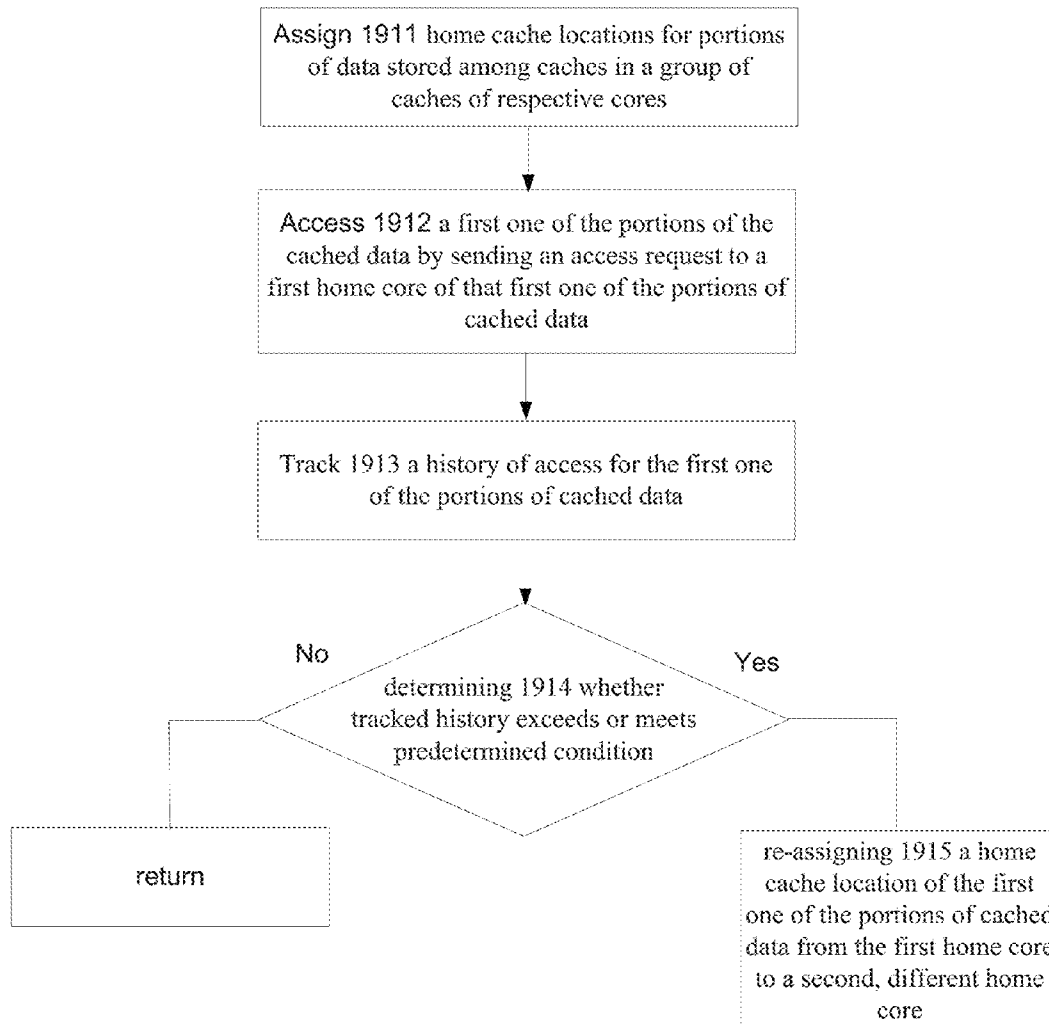 Assign 1911 home cache locations for portions
of data stored among caches in a group of
caches of respective cores
Access 1912 a first one of the portions of the
cached data by sending an access request to a
first home core of that first one of the portions of
cached data
Track 1913 a history of access for the first one
of the portions of cached data
No
Yes
determining 1914 whether
tracked history exceeds or meets
predetermined condition
return
re-assigning 1915 a home
cache location of the first
one of the portions of cached
data from the first home core
to a second, different home
core